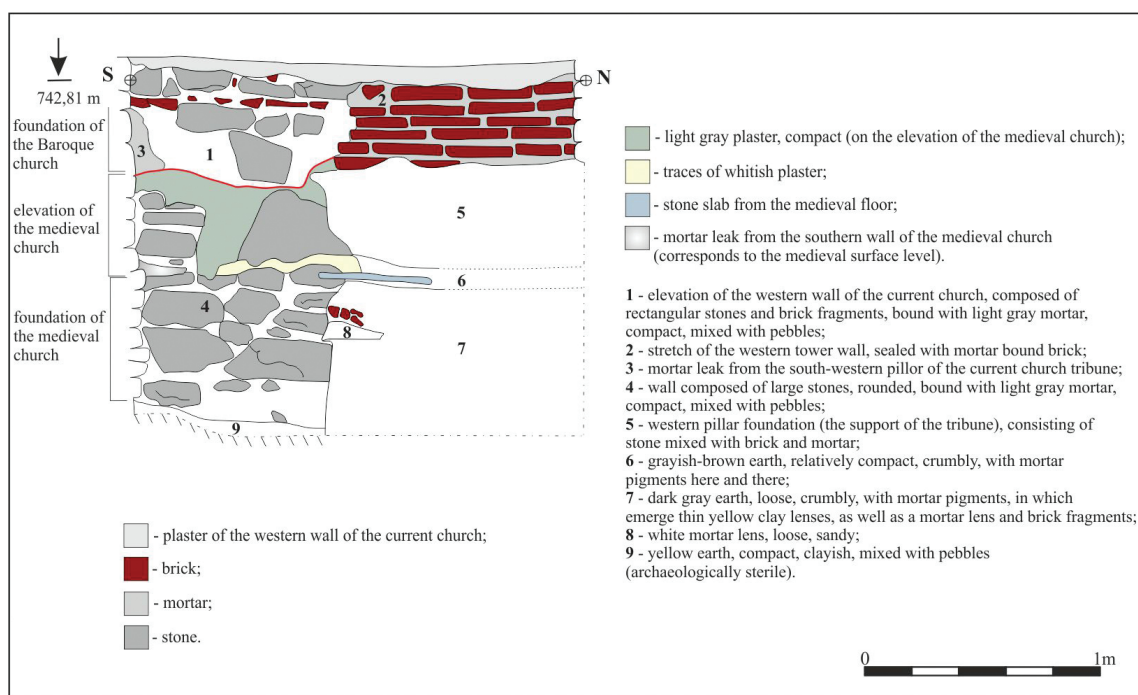 S
N
742,81 m
foundation of
the Baroque
church
elevation of
the medieval
church
foundation of
the medieval
church
1
2
3
4
5
6
7
8
9
- light gray plaster, compact (on the elevation of the medieval church);
- traces of whitish plaster;
- stone slab from the medieval floor;
- mortar leak from the southern wall of the medieval church
(corresponds to the medieval surface level).
1 - elevation of the western wall of the current church, composed of
rectangular stones and brick fragments, bound with light gray mortar,
compact, mixed with pebbles;
2 - stretch of the western tower wall, sealed with mortar bound brick;
3 - mortar leak from the south-western pillor of the current church tribune;
4 - wall composed of large stones, rounded, bound with light gray mortar,
compact, mixed with pebbles;
5 - western pillar foundation (the support of the tribune), consisting of
stone mixed with brick and mortar;
6 - grayish-brown earth, relatively compact, crumbly, with mortar
pigments here and there;
7 - dark gray earth, loose, crumbly, with mortar pigments, in which
emerge thin yellow clay lenses, as well as a mortar lens and brick fragments;
8 - white mortar lens, loose, sandy;
9 - yellow earth, compact, clayish, mixed with pebbles
(archaeologically sterile).
- plaster of the western wall of the current church;
- brick;
- mortar;
- stone.
0
1m